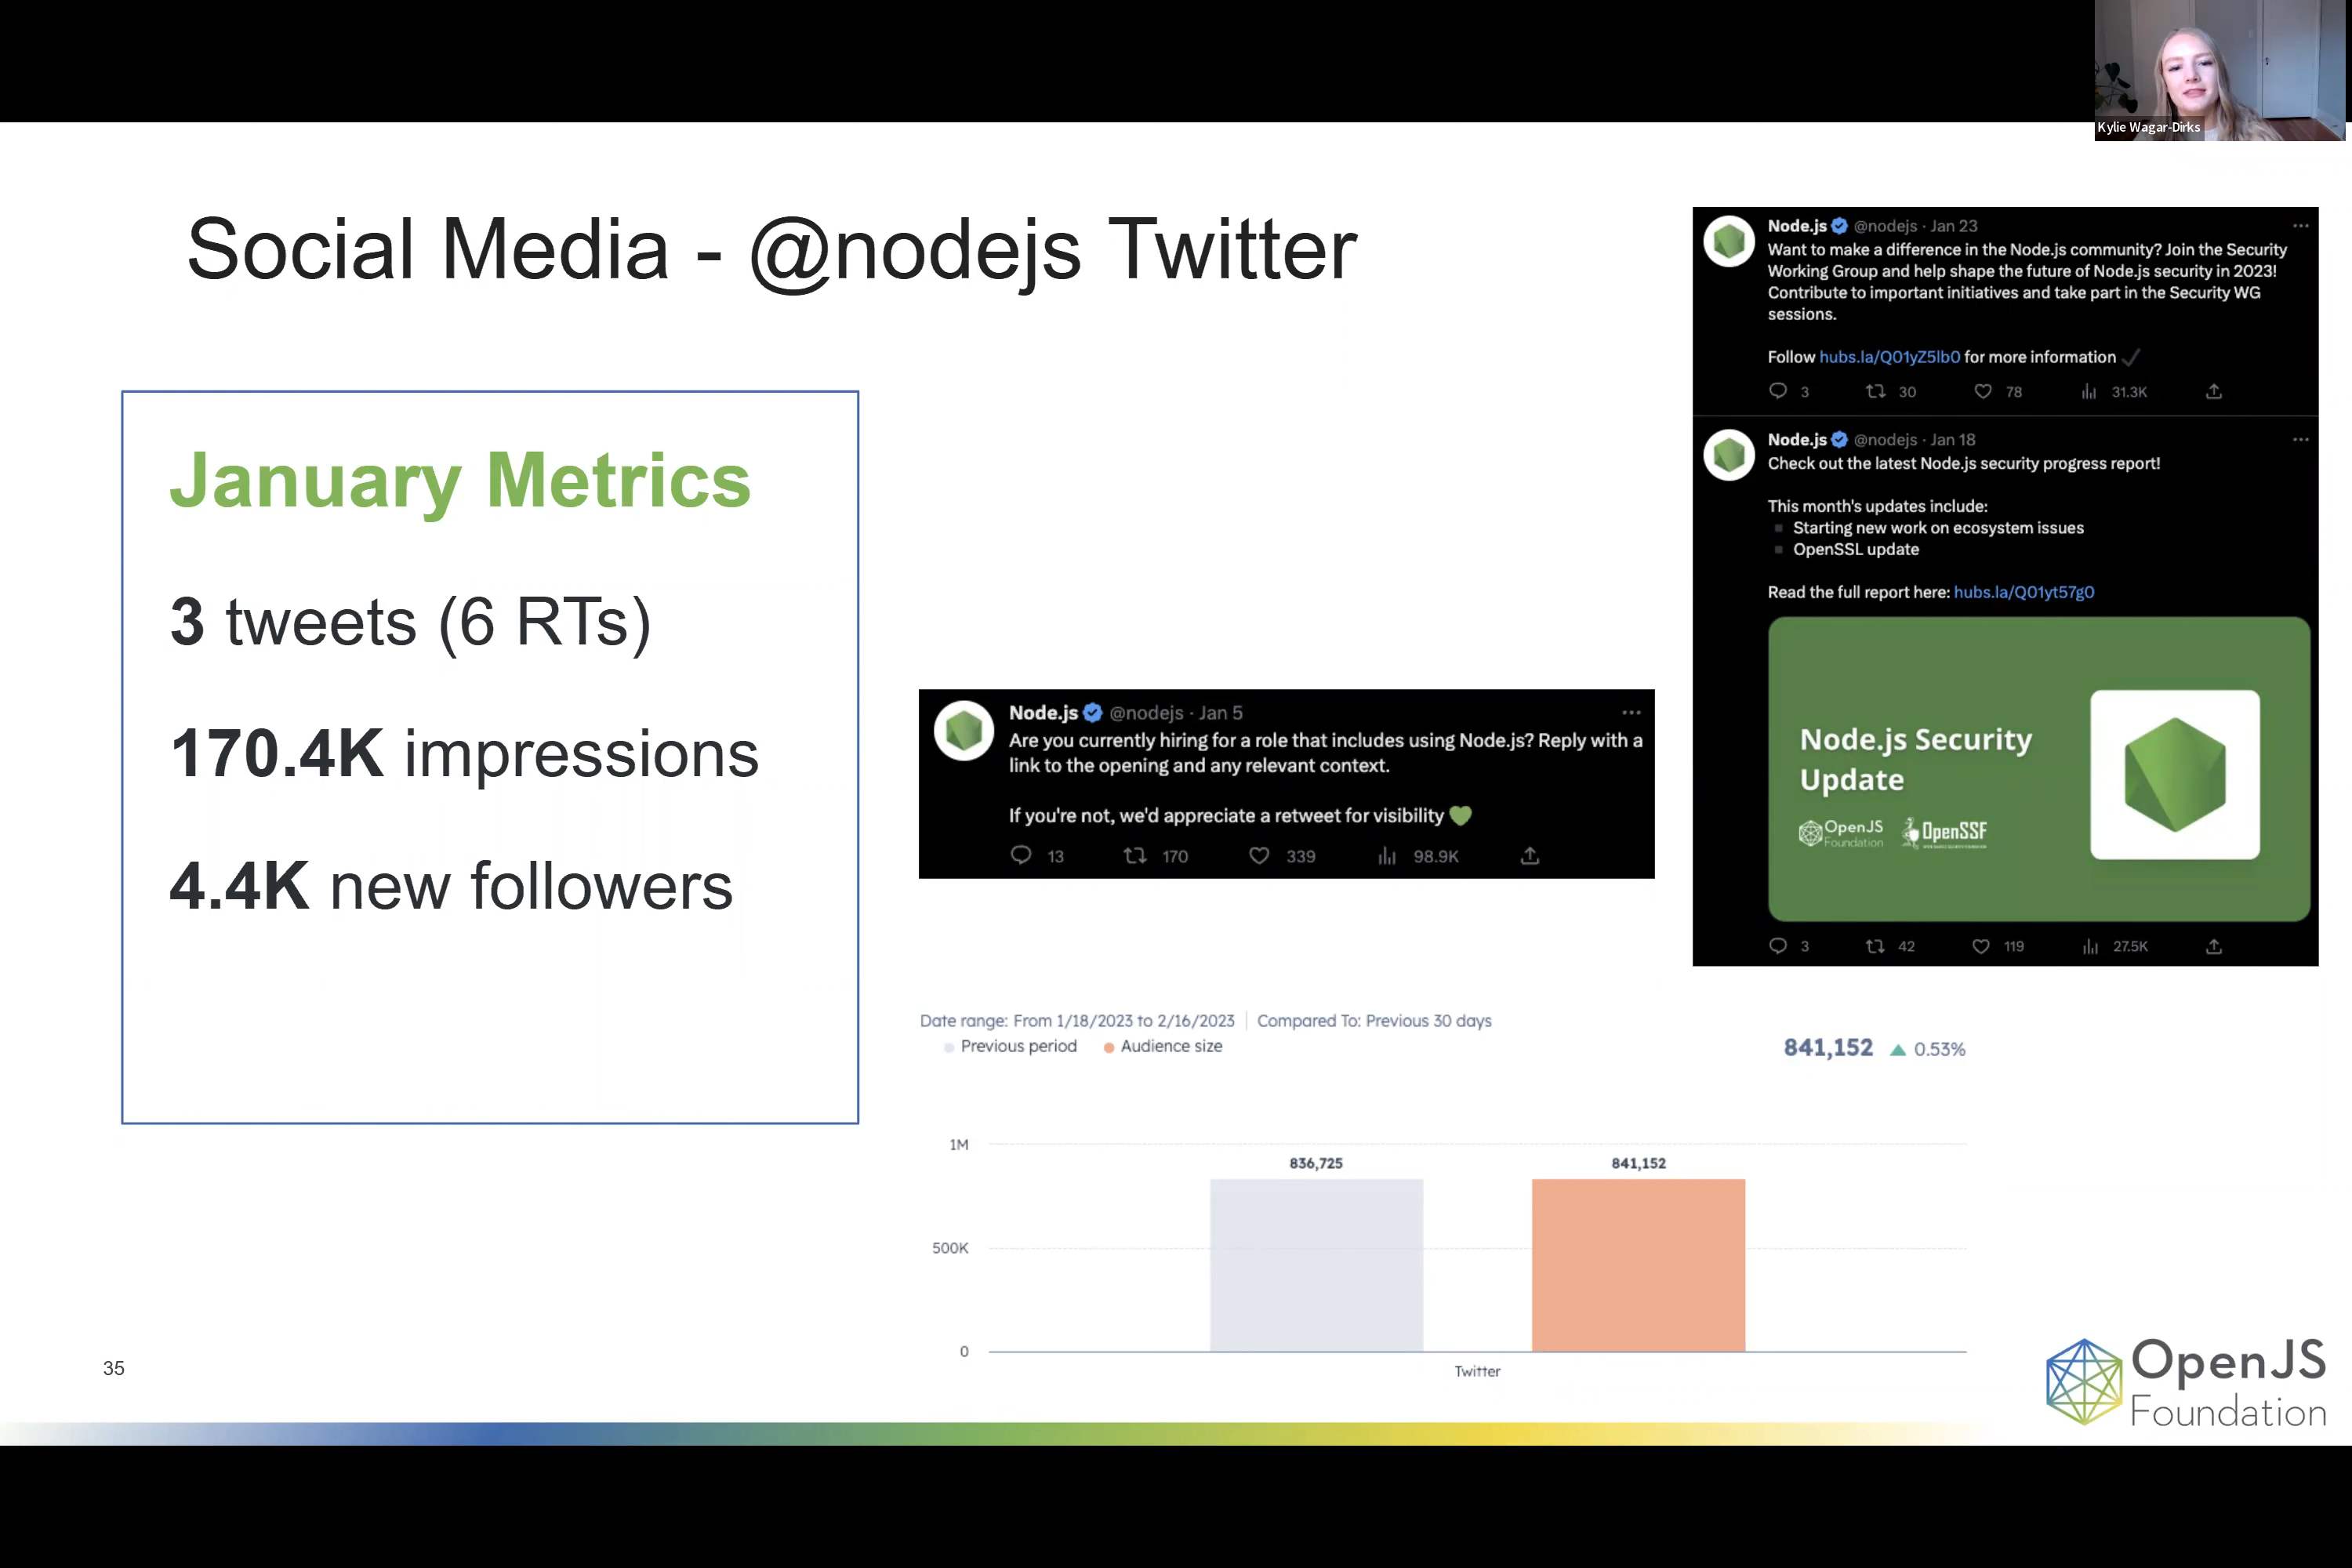 Kylie Wagar-Dirks
Social Media - @nodejs Twitter
January Metrics
3 tweets (6 RTs)
170.4K impressions
4.4K new followers
Node.js @nodejs · Jan 5
Are you currently hiring for a role that includes using Node.js? Reply with a
link to the opening and any relevant context.
If you're not, we'd appreciate a retweet for visibility 💚
13 170 339 98.9K
Node.js @nodejs · Jan 23
Want to make a difference in the Node.js community? Join the Security
Working Group and help shape the future of Node.js security in 2023!
Contribute to important initiatives and take part in the Security WG
sessions.
Follow hubs.la/Q01yZ5lb0 for more information ✓
3 30 78 31.3K
Node.js @nodejs · Jan 18
Check out the latest Node.js security progress report!
This month's updates include:
▪ Starting new work on ecosystem issues
▪ OpenSSL update
Read the full report here: hubs.la/Q01yt57g0
Node.js Security
Update
OpenJS
Foundation
OpenSSF
3 42 119 27.5K
Date range: From 1/18/2023 to 2/16/2023 | Compared To: Previous 30 days
Previous period Audience size
841,152 ▲ 0.53%
1M
836,725 841,152
500K
0
Twitter
35
OpenJS
Foundation